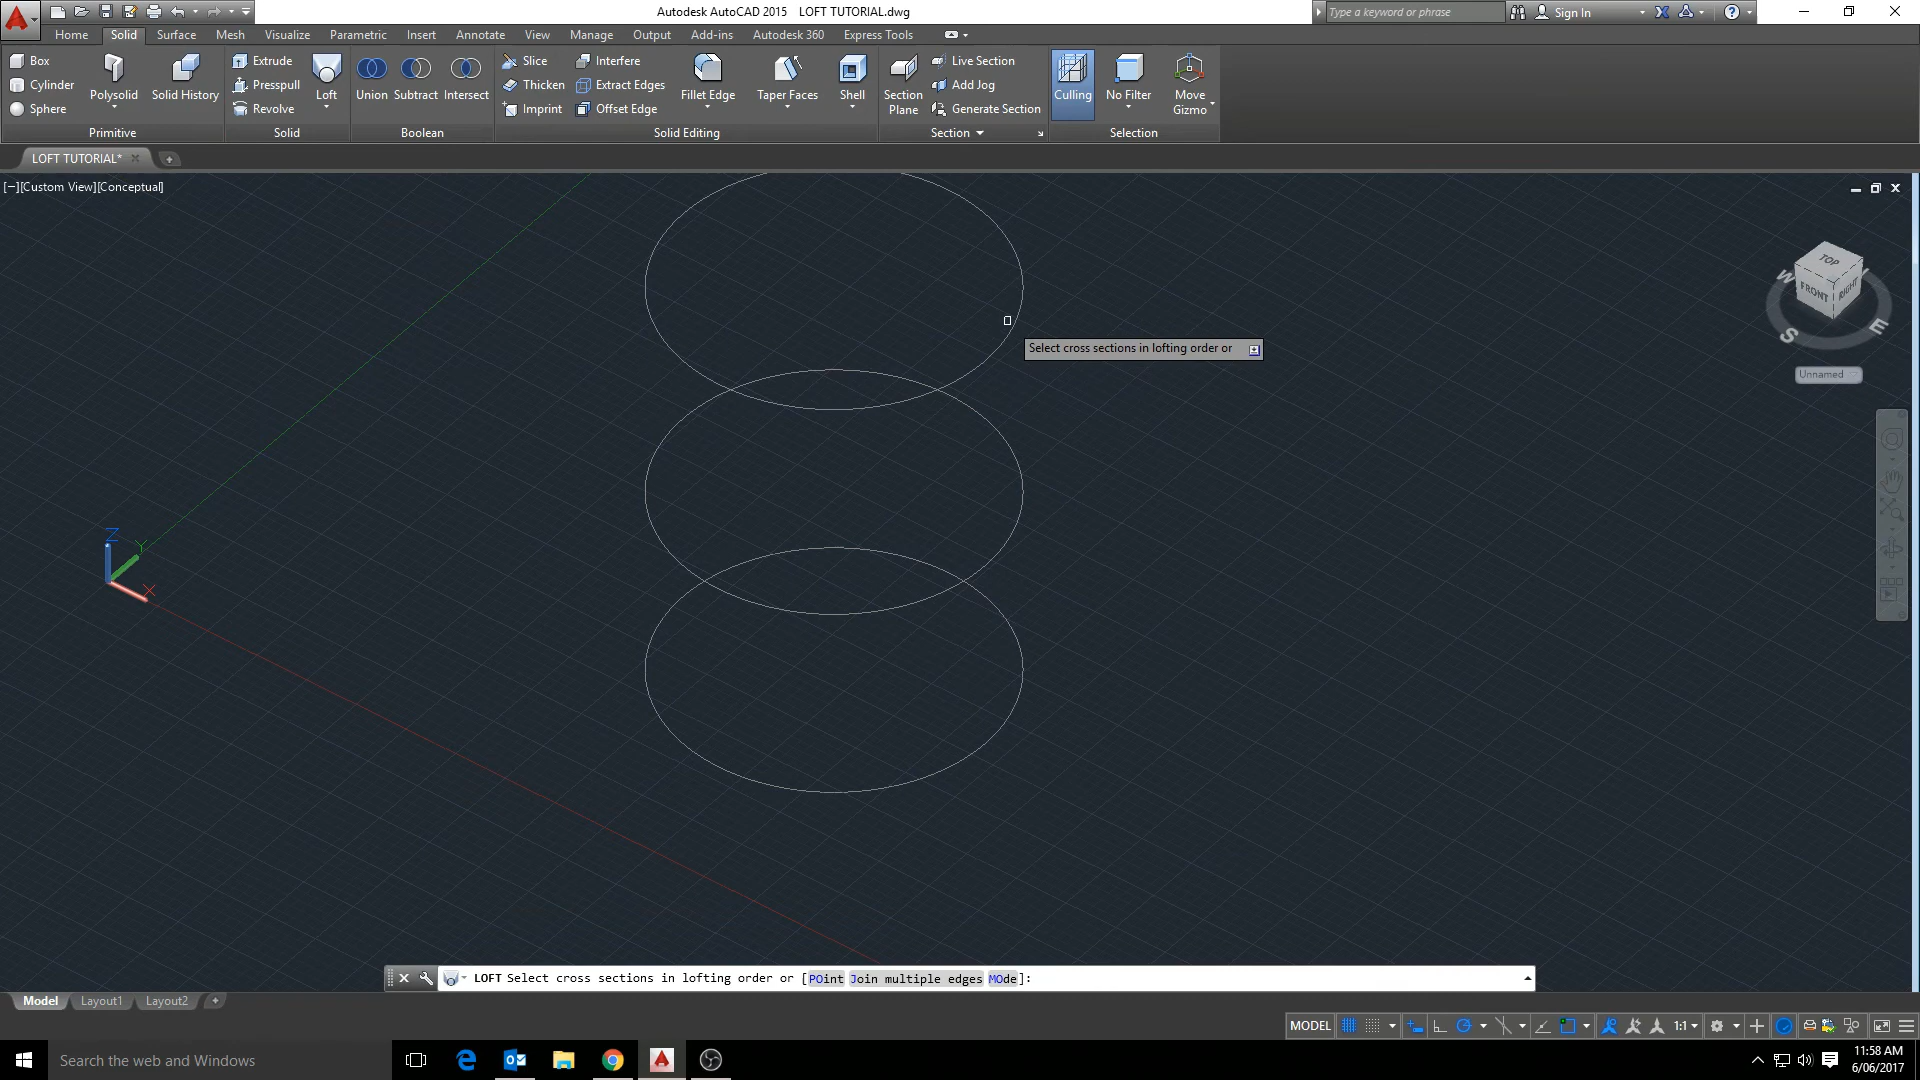 Autodesk AutoCAD 2015 LOFT TUTORIAL.dwg
Type a keyword or phrase
Sign In
Home Solid Surface Mesh Visualize Parametric Insert Annotate View Manage Output Add-ins Autodesk 360 Express Tools
Box
Cylinder
Sphere
Polysolid
Solid History
Primitive
Extrude
Presspull
Revolve
Loft
Solid
Union Subtract Intersect
Boolean
Slice
Thicken
Imprint
Interfere
Extract Edges
Offset Edge
Fillet Edge
Taper Faces
Shell
Solid Editing
Section
Plane
Live Section
Add Jog
Generate Section
Section
Culling
No Filter
Move
Gizmo
Selection
LOFT TUTORIAL*
[−][Custom View][Conceptual]
TOP
FRONT
RIGHT
W
S
E
Unnamed
Select cross sections in lofting order or
Z
Y
X
LOFT Select cross sections in lofting order or [POint Join multiple edges MOde]:
Model Layout1 Layout2
MODEL
1:1
Search the web and Windows
11:58 AM
6/06/2017